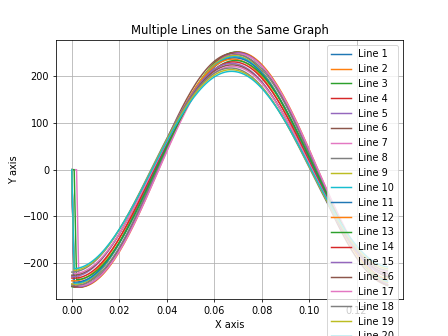 Multiple Lines on the Same Graph
Y axis
200
100
0
−100
−200
0.00
0.02
0.04
0.06
0.08
0.10
X axis
Line 1
Line 2
Line 3
Line 4
Line 5
Line 6
Line 7
Line 8
Line 9
Line 10
Line 11
Line 12
Line 13
Line 14
Line 15
Line 16
Line 17
Line 18
Line 19
Line 20